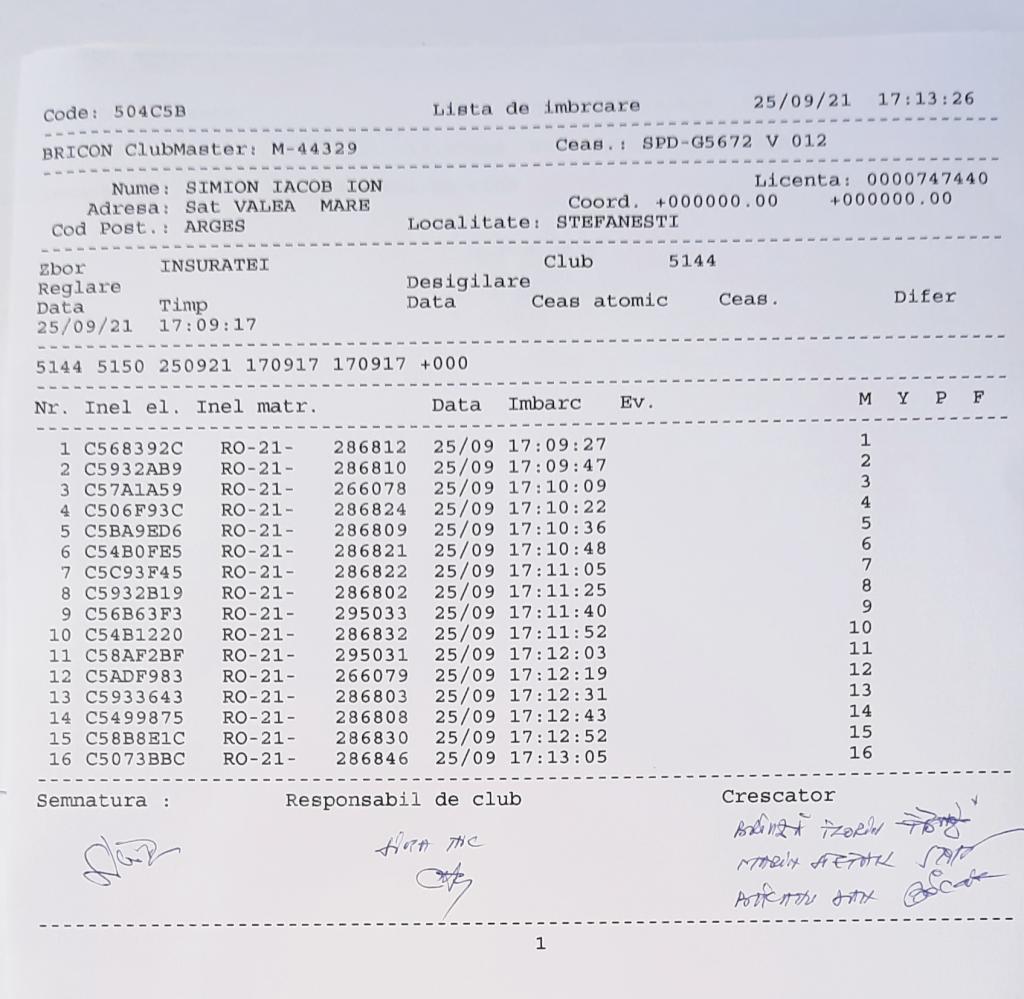 Code: 504C5B Lista de imbrcare 25/09/21 17:13:26
BRICON ClubMaster: M-44329 Ceas.: SPD-G5672 V 012
Nume: SIMION IACOB ION Licenta: 0000747440
Adresa: Sat VALEA MARE Coord. +000000.00 +000000.00
Cod Post.: ARGES Localitate: STEFANESTI
Zbor INSURATEI Club 5144
Reglare Desigilare
Data Timp Data Ceas atomic Ceas. Difer
25/09/21 17:09:17
5144 5150 250921 170917 170917 +000
Nr. Inel el. Inel matr. Data Imbarc Ev. M Y P F
1 C568392C RO-21- 286812 25/09 17:09:27 1
2 C5932AB9 RO-21- 286810 25/09 17:09:47 2
3 C57A1A59 RO-21- 266078 25/09 17:10:09 3
4 C506F93C RO-21- 286824 25/09 17:10:22 4
5 C5BA9ED6 RO-21- 286809 25/09 17:10:36 5
6 C54B0FE5 RO-21- 286821 25/09 17:10:48 6
7 C5C93F45 RO-21- 286822 25/09 17:11:05 7
8 C5932B19 RO-21- 286802 25/09 17:11:25 8
9 C56B63F3 RO-21- 295033 25/09 17:11:40 9
10 C54B1220 RO-21- 286832 25/09 17:11:52 10
11 C58AF2BF RO-21- 295031 25/09 17:12:03 11
12 C5ADF983 RO-21- 266079 25/09 17:12:19 12
13 C5933643 RO-21- 286803 25/09 17:12:31 13
14 C5499875 RO-21- 286808 25/09 17:12:43 14
15 C58B8E1C RO-21- 286830 25/09 17:12:52 15
16 C5073BBC RO-21- 286846 25/09 17:13:05 16
Semnatura : Responsabil de club Crescator
1